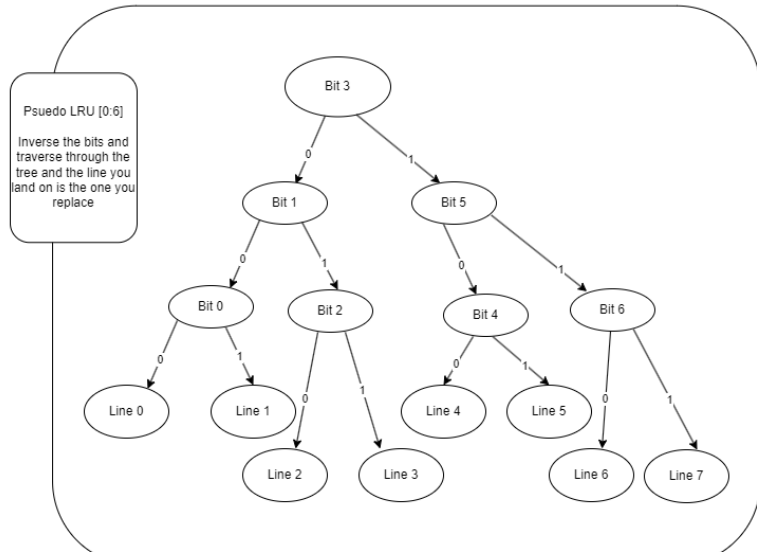 Bit 3
Psuedo LRU [0:6]
Inverse the bits and
traverse through the
tree and the line you
land on is the one you
replace
0
1
Bit 1
Bit 5
0
1
0
1
Bit 0
Bit 2
Bit 4
Bit 6
0
1
0
1
0
1
0
1
Line 0
Line 1
Line 4
Line 5
Line 2
Line 3
Line 6
Line 7